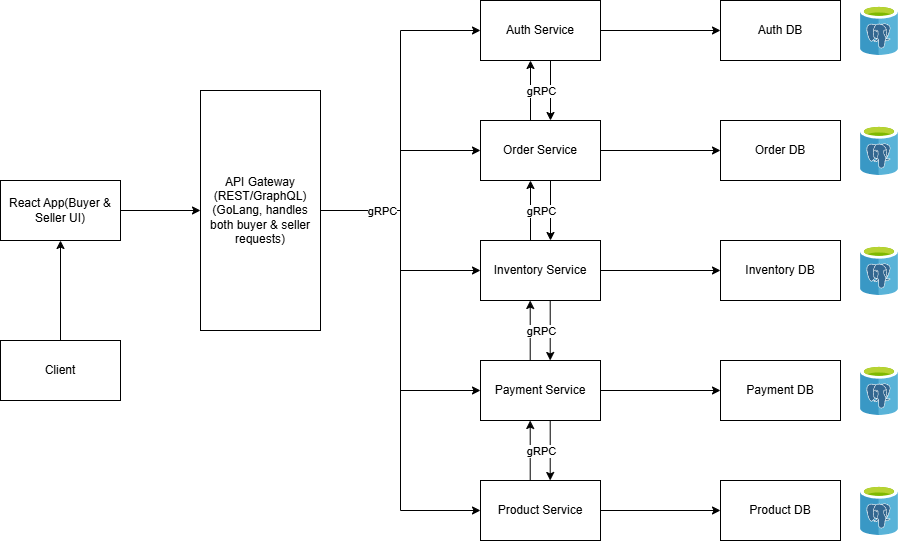 Auth Service
Auth DB
gRPC
API Gateway
(REST/GraphQL)
(GoLang, handles
both buyer & seller
requests)
Order Service
Order DB
React App(Buyer &
Seller UI)
gRPC
gRPC
Inventory Service
Inventory DB
gRPC
Client
Payment Service
Payment DB
gRPC
Product Service
Product DB